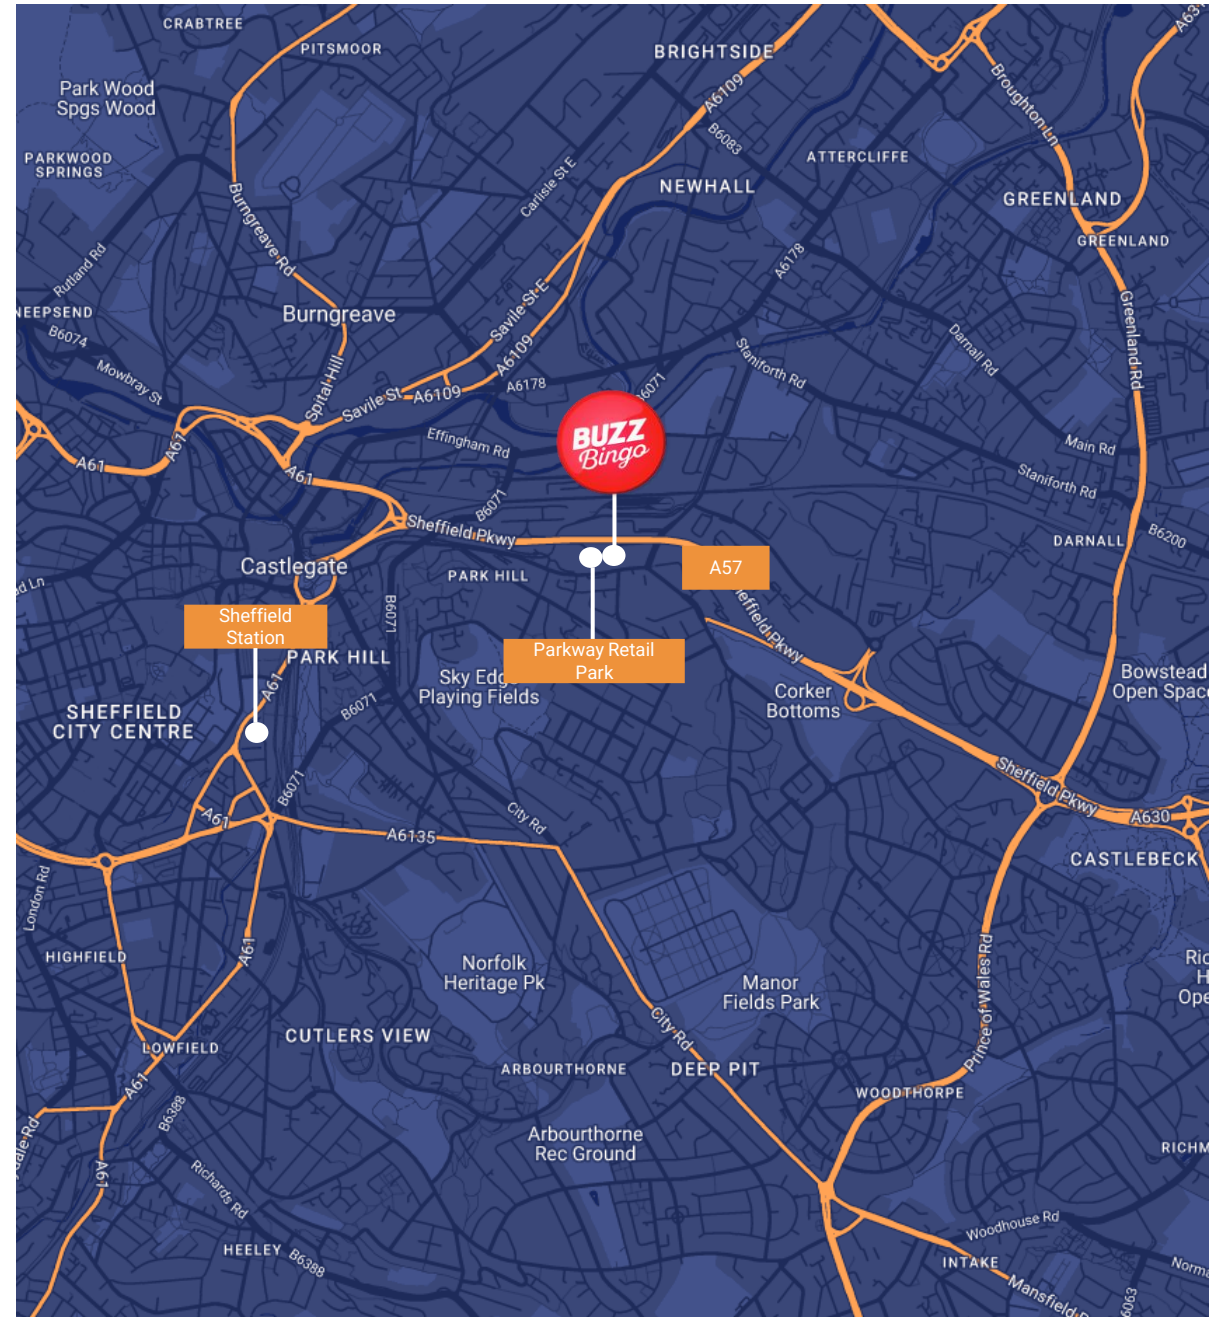 CRABTREE
PITSMOOR
BRIGHTSIDE
A6109
Broughton Ln
Park Wood
Spgs Wood
B6083
ATTERCLIFFE
PARKWOOD
SPRINGS
Carlisle St E
NEWHALL
GREENLAND
GREENLAND
Burngreave Rd
Rutland Rd
A6178
NEEPSEND
B6074
Burngreave
Savile St E
A6109
Greenland Rd
Darnall Rd
Staniforth Rd
Mowbray St
Spital Hill
Savile St
A6109
A6178
B6071
BUZZ
Bingo
Effingham Rd
Main Rd
A61
A61
A61
Staniforth Rd
B6071
Sheffield Pkwy
B6200
DARNALL
Castlegate
PARK HILL
A57
B6071
Sheffield
Station
Sheffield Pkwy
PARK HILL
Parkway Retail
Park
Sky Edge
Playing Fields
A61
B6071
Corker
Bottoms
Bowstead
Open Space
SHEFFIELD
CITY CENTRE
B6071
Sheffield Pkwy
A61
City Rd
A6135
A630
CASTLEBECK
London Rd
HIGHFIELD
A61
Norfolk
Heritage Pk
Manor
Fields Park
Prince of Wales Rd
City Rd
CUTLERS VIEW
LOWFIELD
ARBOURTHORNE
DEEP PIT
WOODTHORPE
A61
B6388
Arbourthorne
Rec Ground
A61
Richards Rd
Woodhouse Rd
HEELEY
B6388
INTAKE
Mansfield